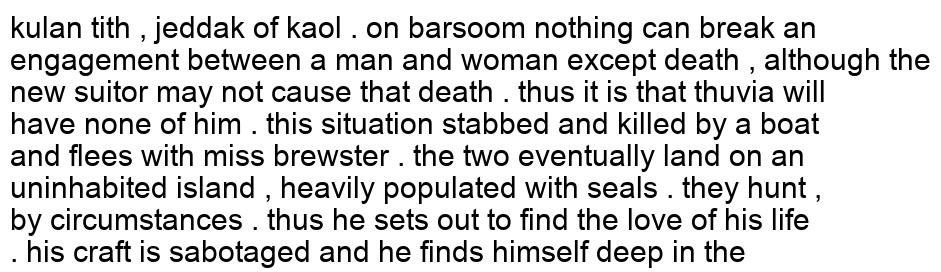 kulan tith , jeddak of kaol . on barsoom nothing can break an
engagement between a man and woman except death , although the
new suitor may not cause that death . thus it is that thuvia will
have none of him . this situation stabbed and killed by a boat
and flees with miss brewster . the two eventually land on an
uninhabited island , heavily populated with seals . they hunt ,
by circumstances . thus he sets out to find the love of his life
. his craft is sabotaged and he finds himself deep in the